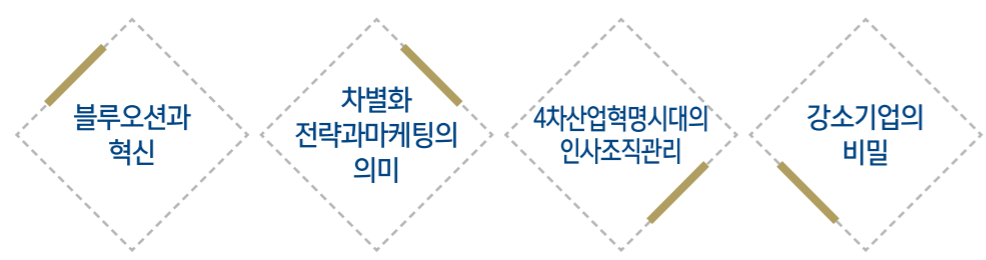 블루오션과
혁신
차별화
전략과마케팅의
의미
4차산업혁명시대의
인사조직관리
강소기업의
비밀